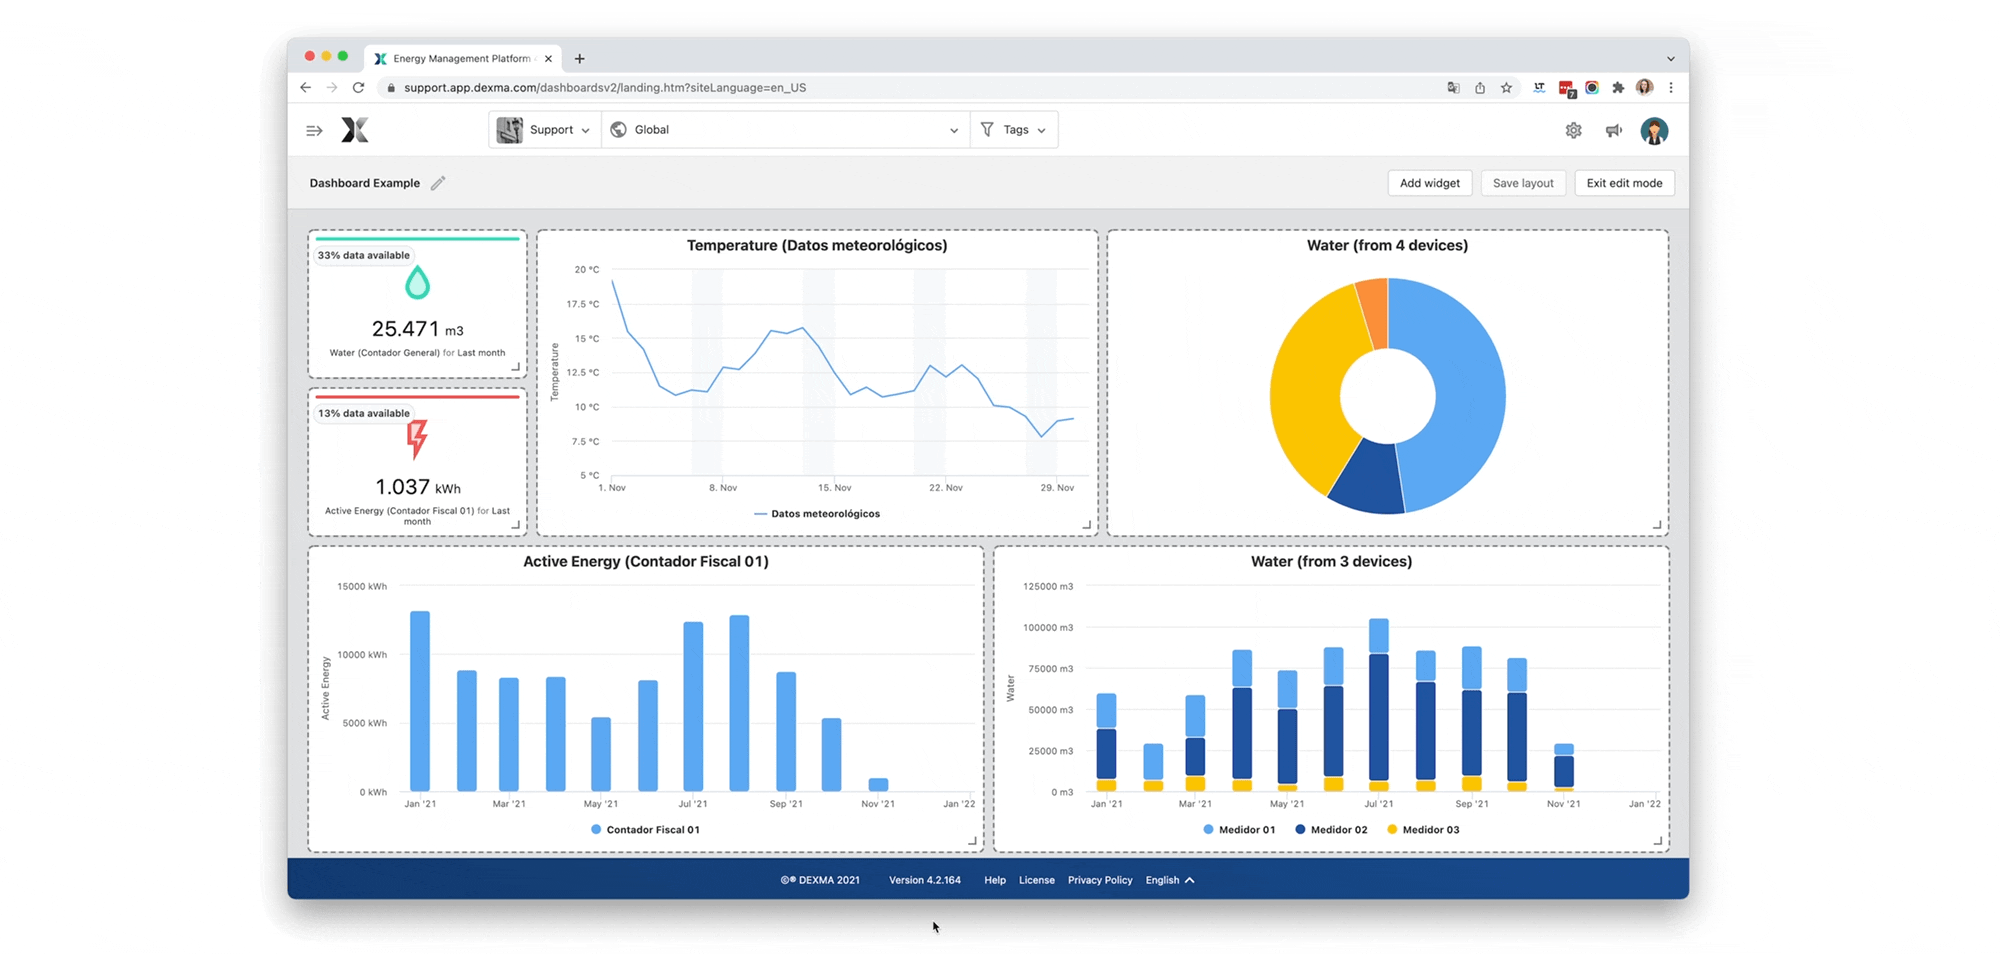 Energy Management Platform
support.app.dexma.com/dashboardsv2/landing.htm?siteLanguage=en_US
LT
7
Support
Global
Tags
Dashboard Example
Add widget
Save layout
Exit edit mode
33% data available
25.471 m3
Water (Contador General) for Last month
13% data available
1.037 kWh
Active Energy (Contador Fiscal 01) for Last
month
Temperature (Datos meteorológicos)
Temperature
20 °C
17.5 °C
15 °C
12.5 °C
10 °C
7.5 °C
5 °C
1. Nov
8. Nov
15. Nov
22. Nov
29. Nov
Datos meteorológicos
Water (from 4 devices)
Active Energy (Contador Fiscal 01)
Active Energy
15000 kWh
10000 kWh
5000 kWh
0 kWh
Jan '21
Mar '21
May '21
Jul '21
Sep '21
Nov '21
Jan '22
Contador Fiscal 01
Water (from 3 devices)
Water
125000 m3
100000 m3
75000 m3
50000 m3
25000 m3
0 m3
Jan '21
Mar '21
May '21
Jul '21
Sep '21
Nov '21
Jan '22
Medidor 01
Medidor 02
Medidor 03
©® DEXMA 2021
Version 4.2.164
Help
License
Privacy Policy
English